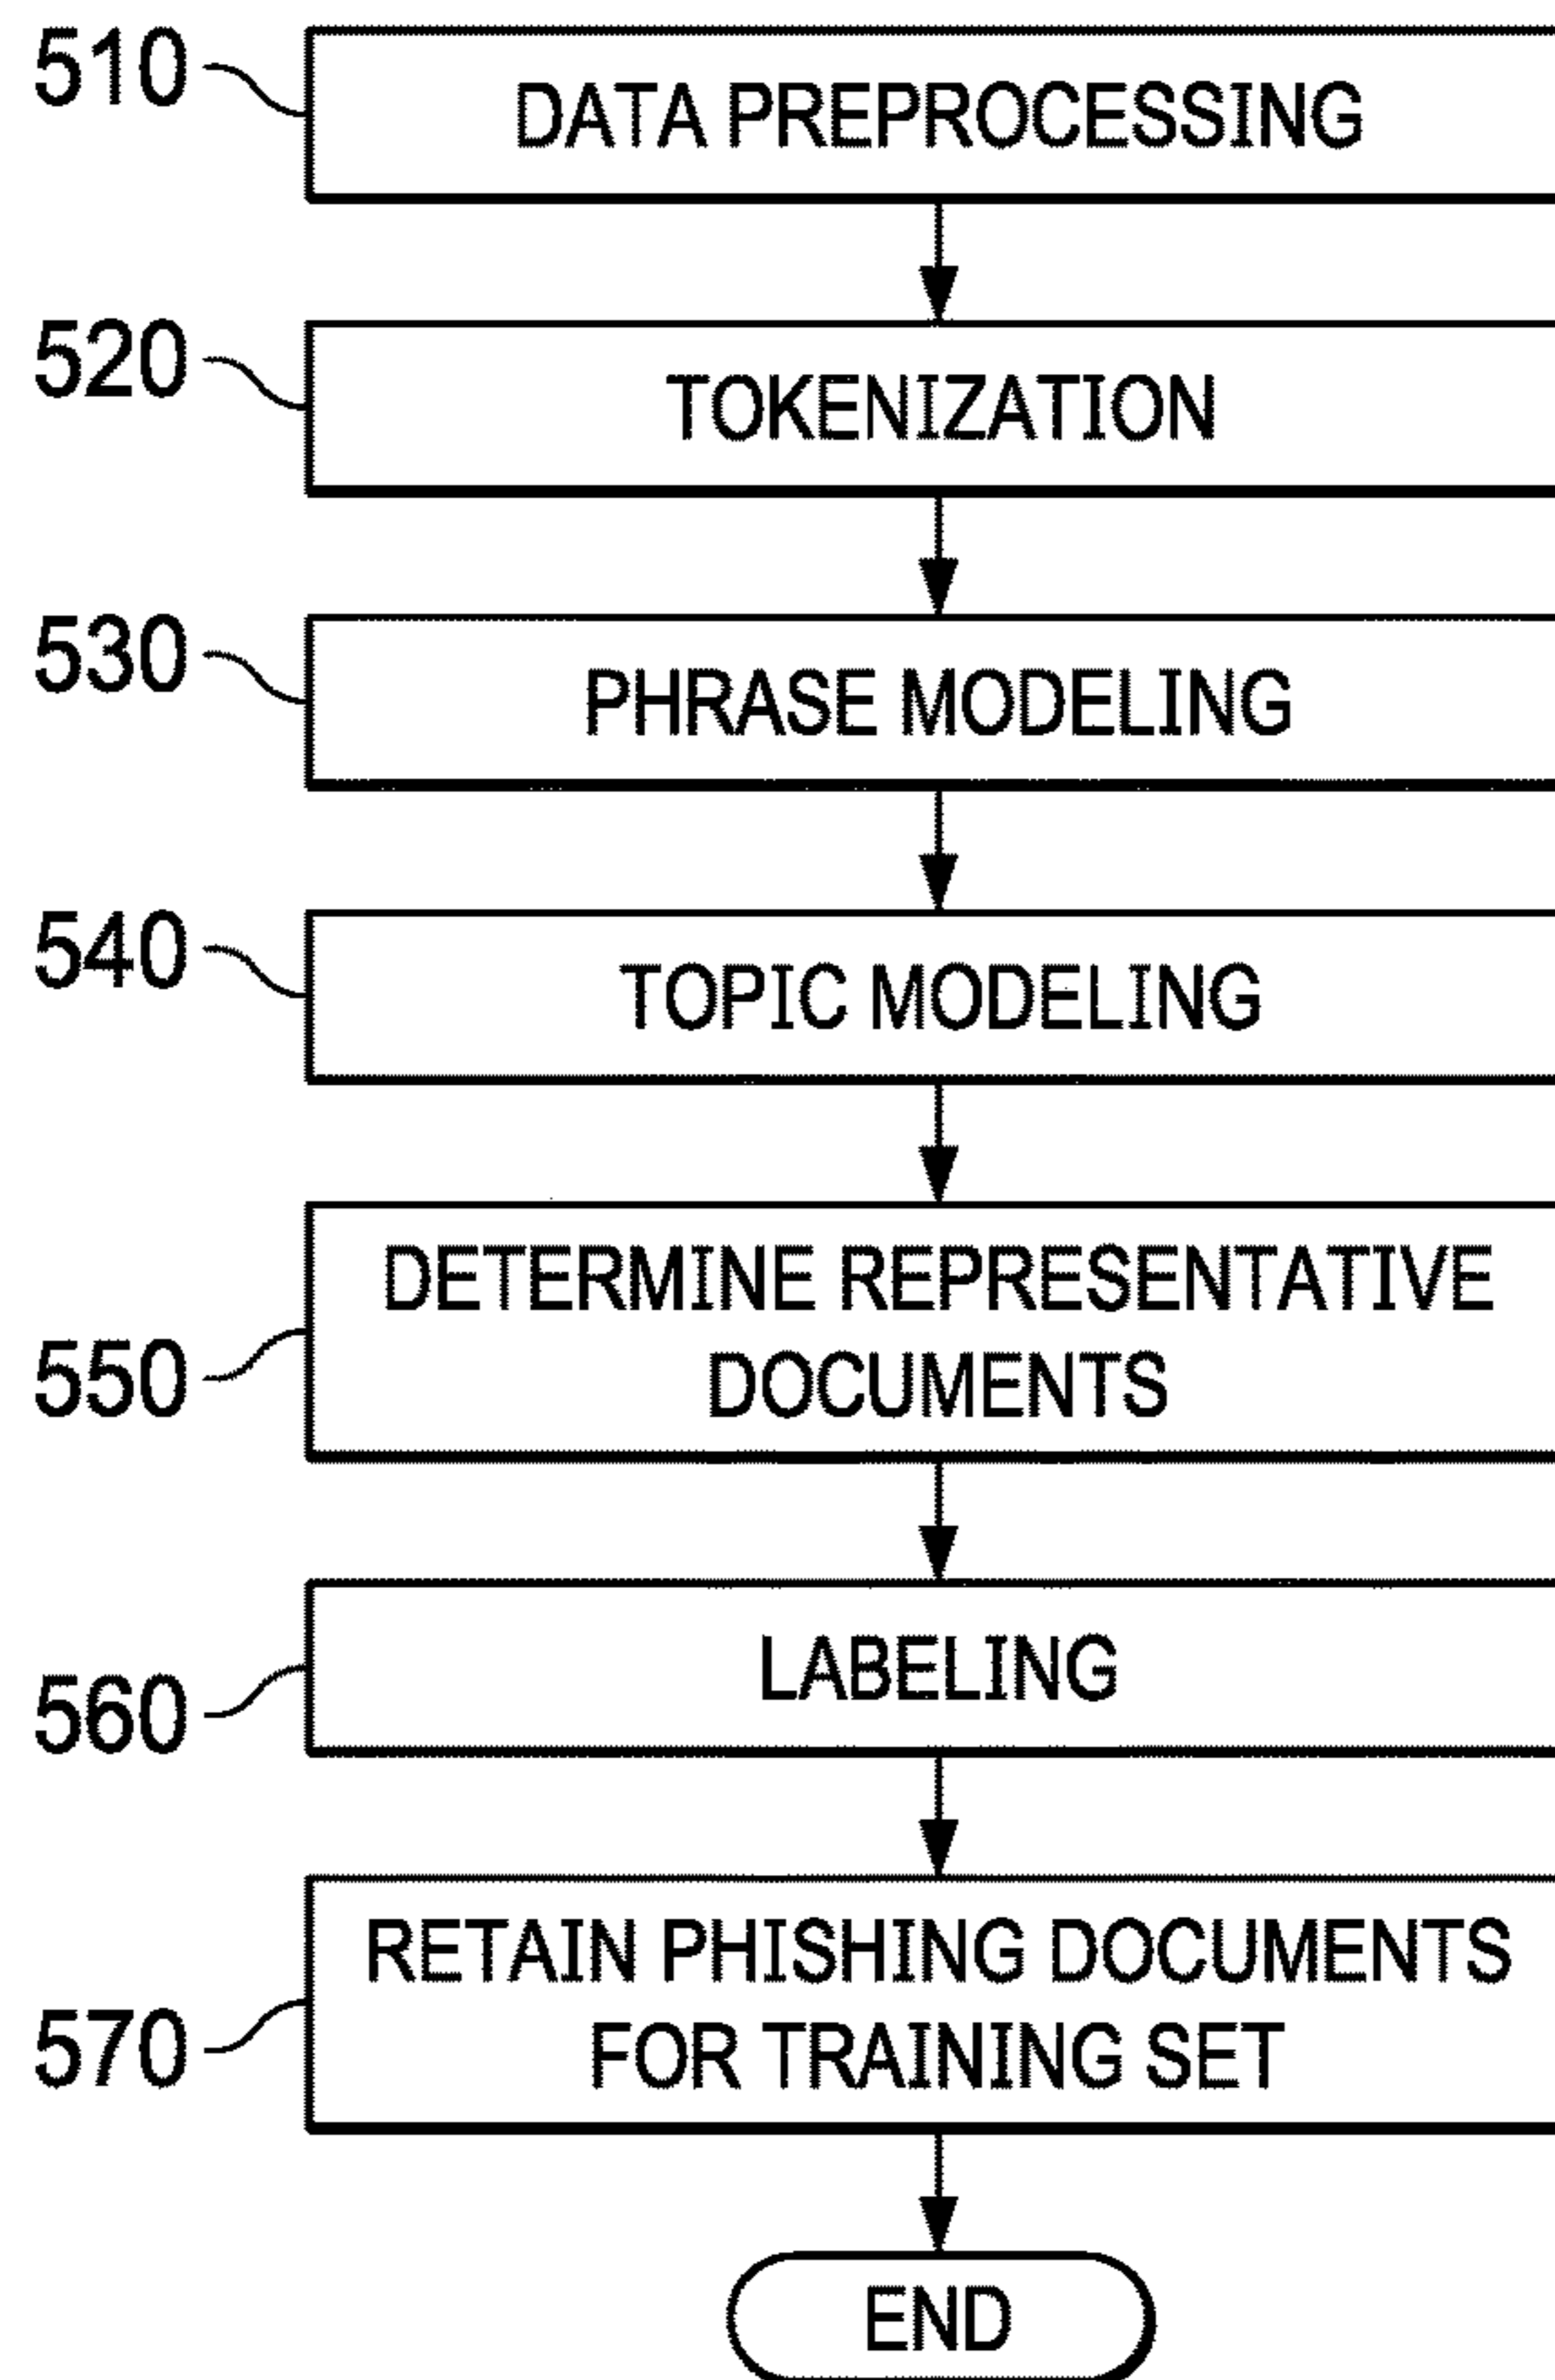 510
DATA PREPROCESSING
520
TOKENIZATION
530
PHRASE MODELING
540
TOPIC MODELING
550
DETERMINE REPRESENTATIVE
DOCUMENTS
560
LABELING
570
RETAIN PHISHING DOCUMENTS
FOR TRAINING SET
END